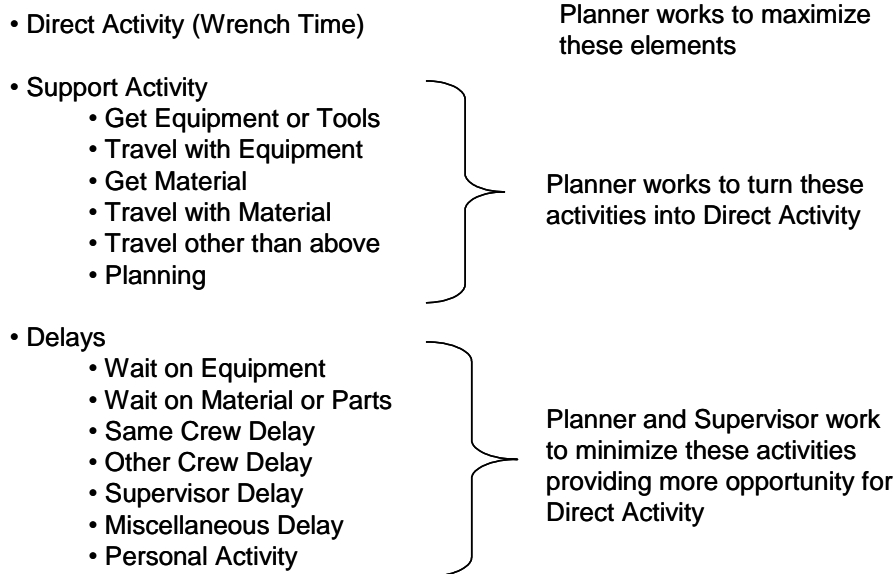 • Direct Activity (Wrench Time)
Planner works to maximize
these elements
• Support Activity
• Get Equipment or Tools
• Travel with Equipment
• Get Material
• Travel with Material
• Travel other than above
• Planning
Planner works to turn these
activities into Direct Activity
• Delays
• Wait on Equipment
• Wait on Material or Parts
• Same Crew Delay
• Other Crew Delay
• Supervisor Delay
• Miscellaneous Delay
• Personal Activity
Planner and Supervisor work
to minimize these activities
providing more opportunity for
Direct Activity